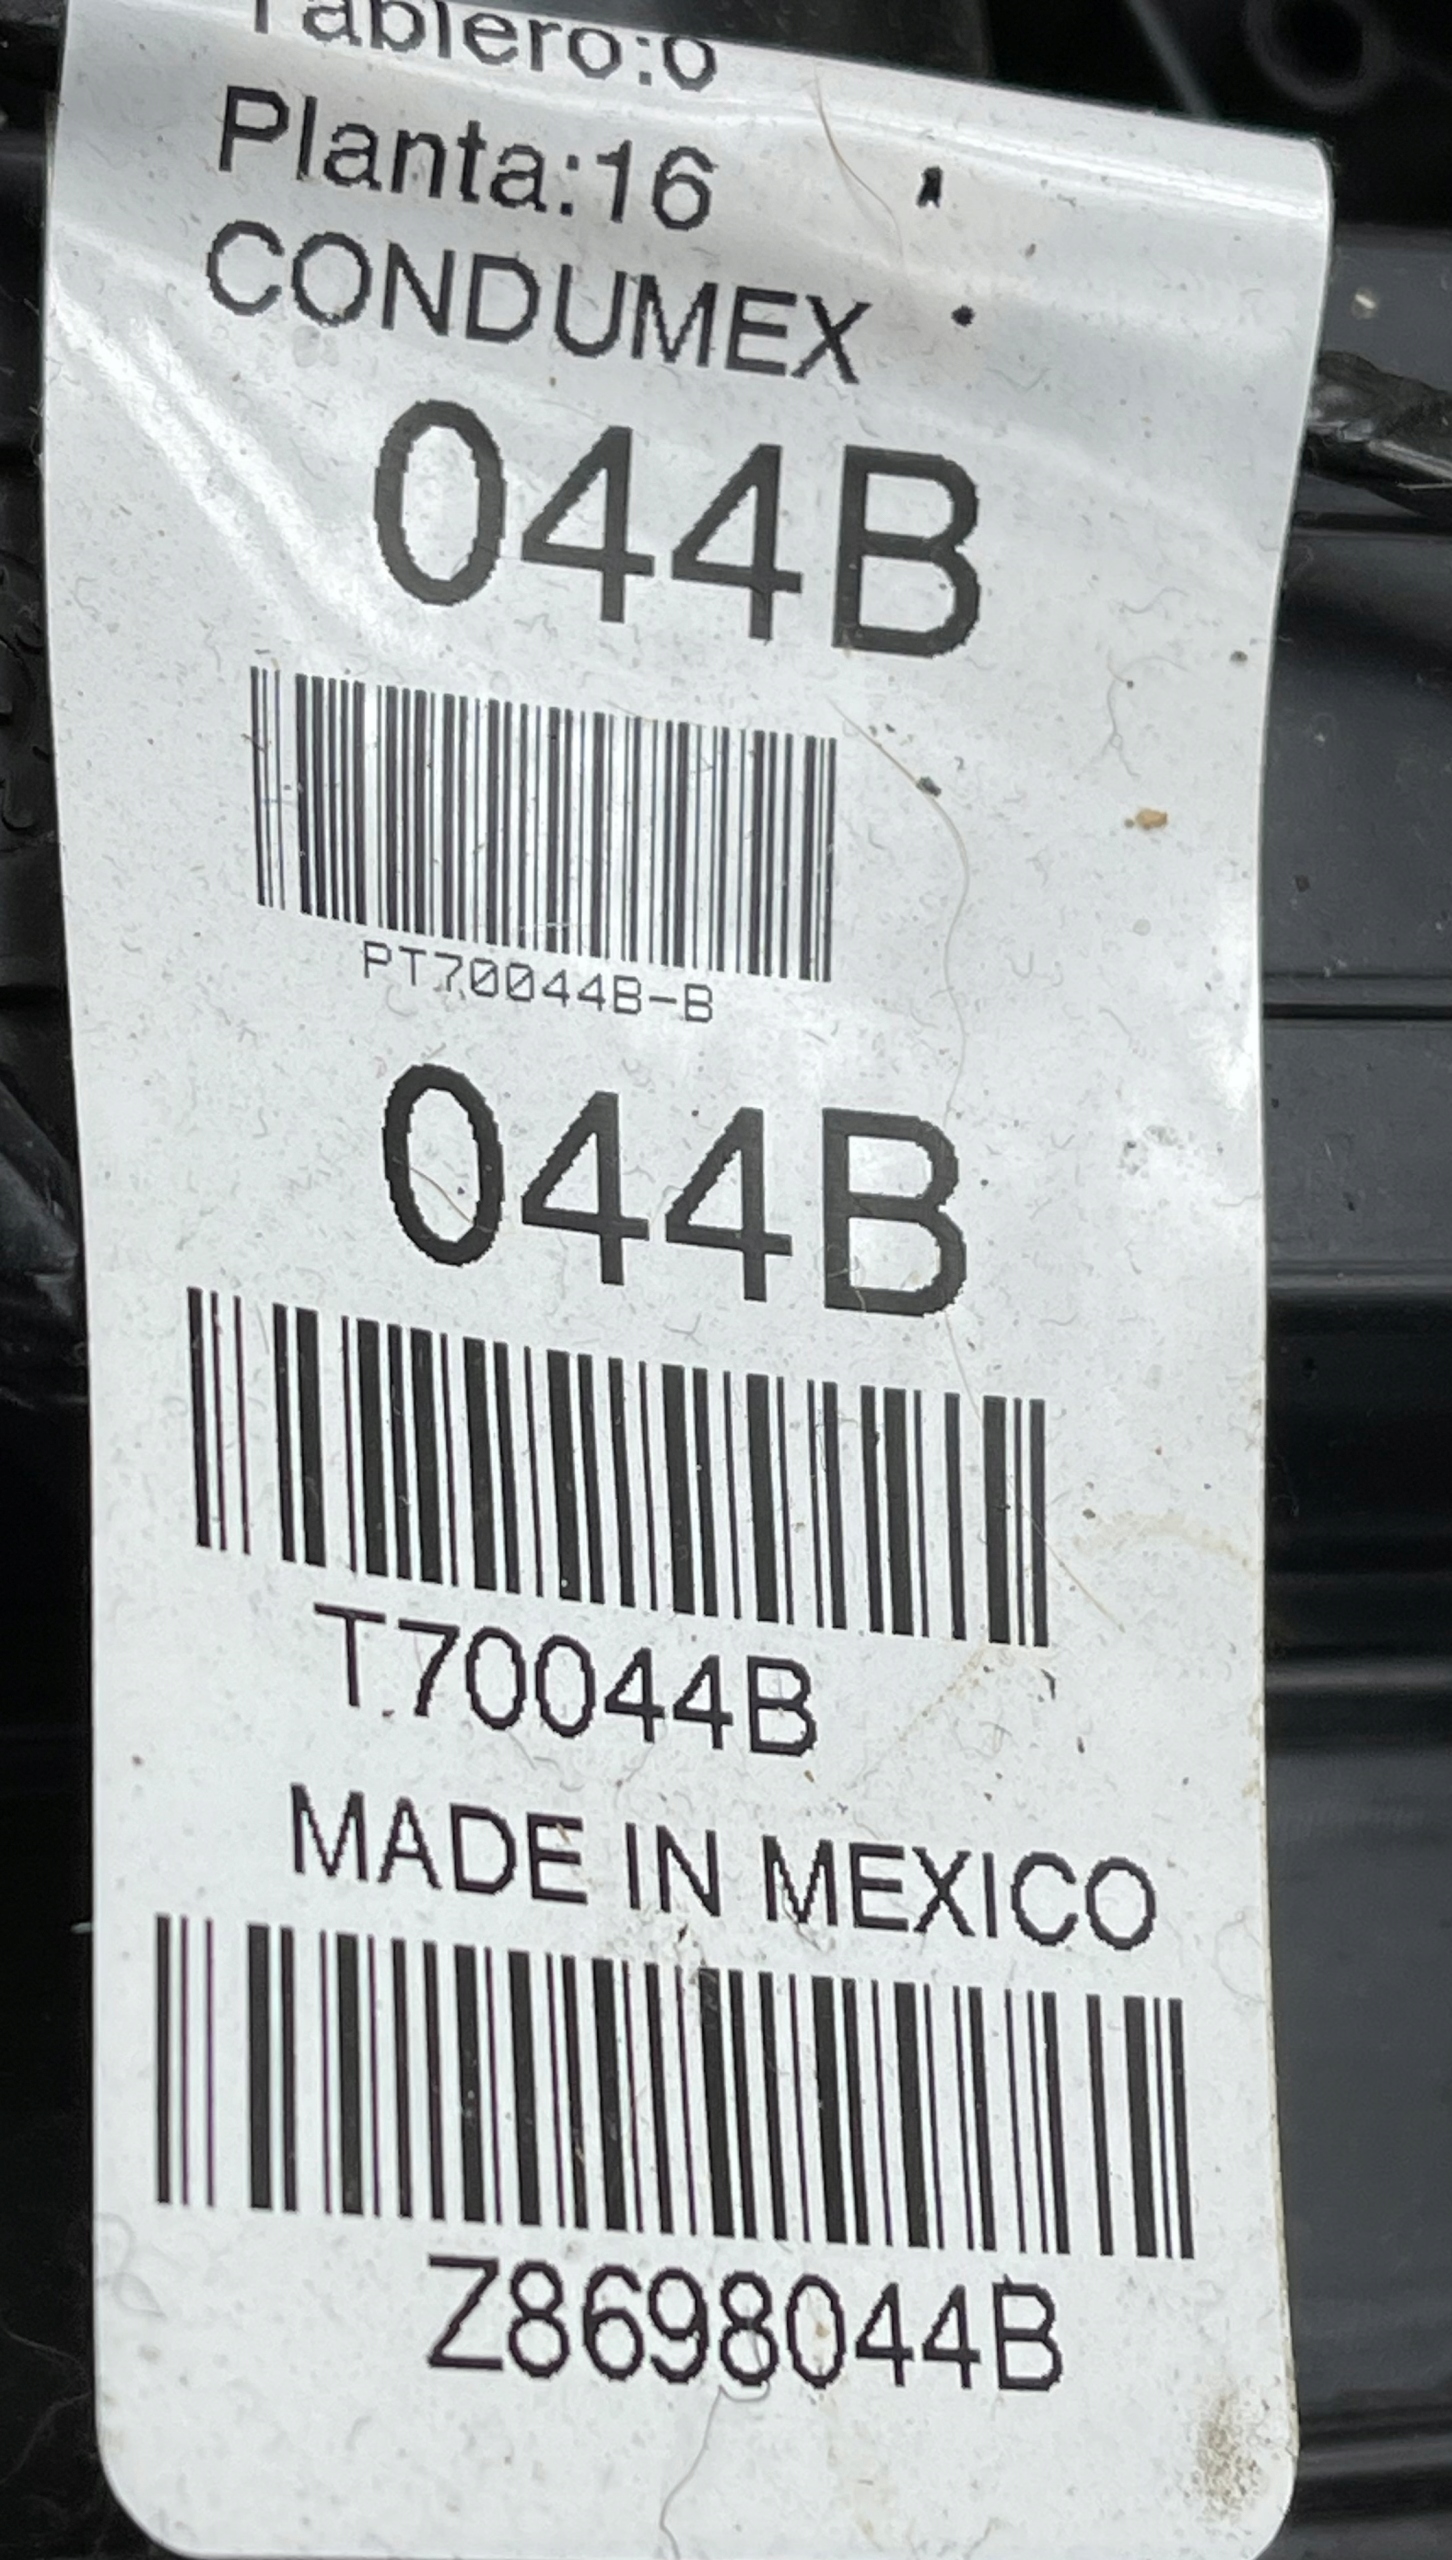 Tablero:0
Planta:16
CONDUMEX
044B
PT70044B-B
044B
T70044B
MADE IN MEXICO
Z8698044B